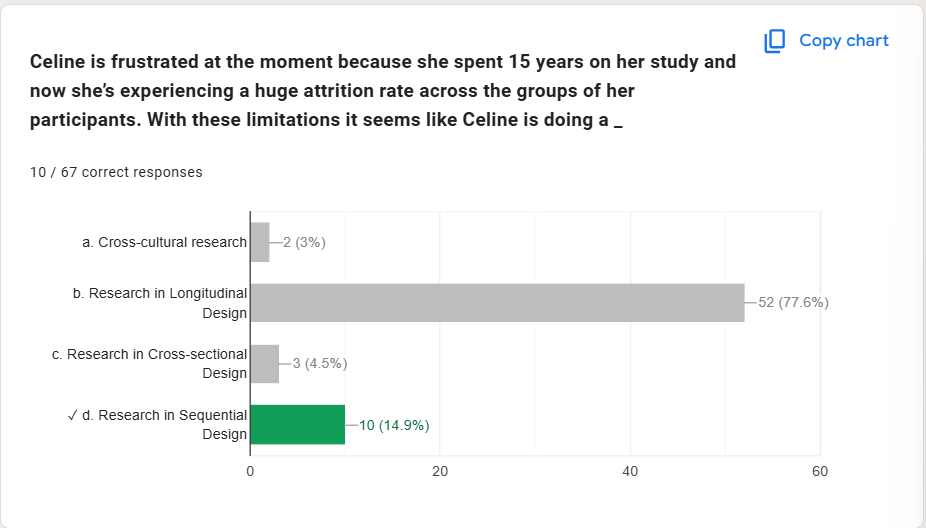 Copy chart
Celine is frustrated at the moment because she spent 15 years on her study and
now she’s experiencing a huge attrition rate across the groups of her
participants. With these limitations it seems like Celine is doing a _
10 / 67 correct responses
a. Cross-cultural research
2 (3%)
b. Research in Longitudinal
Design
52 (77.6%)
c. Research in Cross-sectional
Design
3 (4.5%)
✓ d. Research in Sequential
Design
10 (14.9%)
0 20 40 60